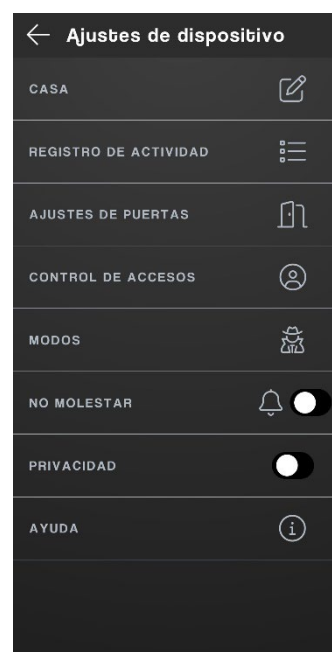 Ajustes de dispositivo
CASA
REGISTRO DE ACTIVIDAD
AJUSTES DE PUERTAS
CONTROL DE ACCESOS
MODOS
NO MOLESTAR
PRIVACIDAD
AYUDA